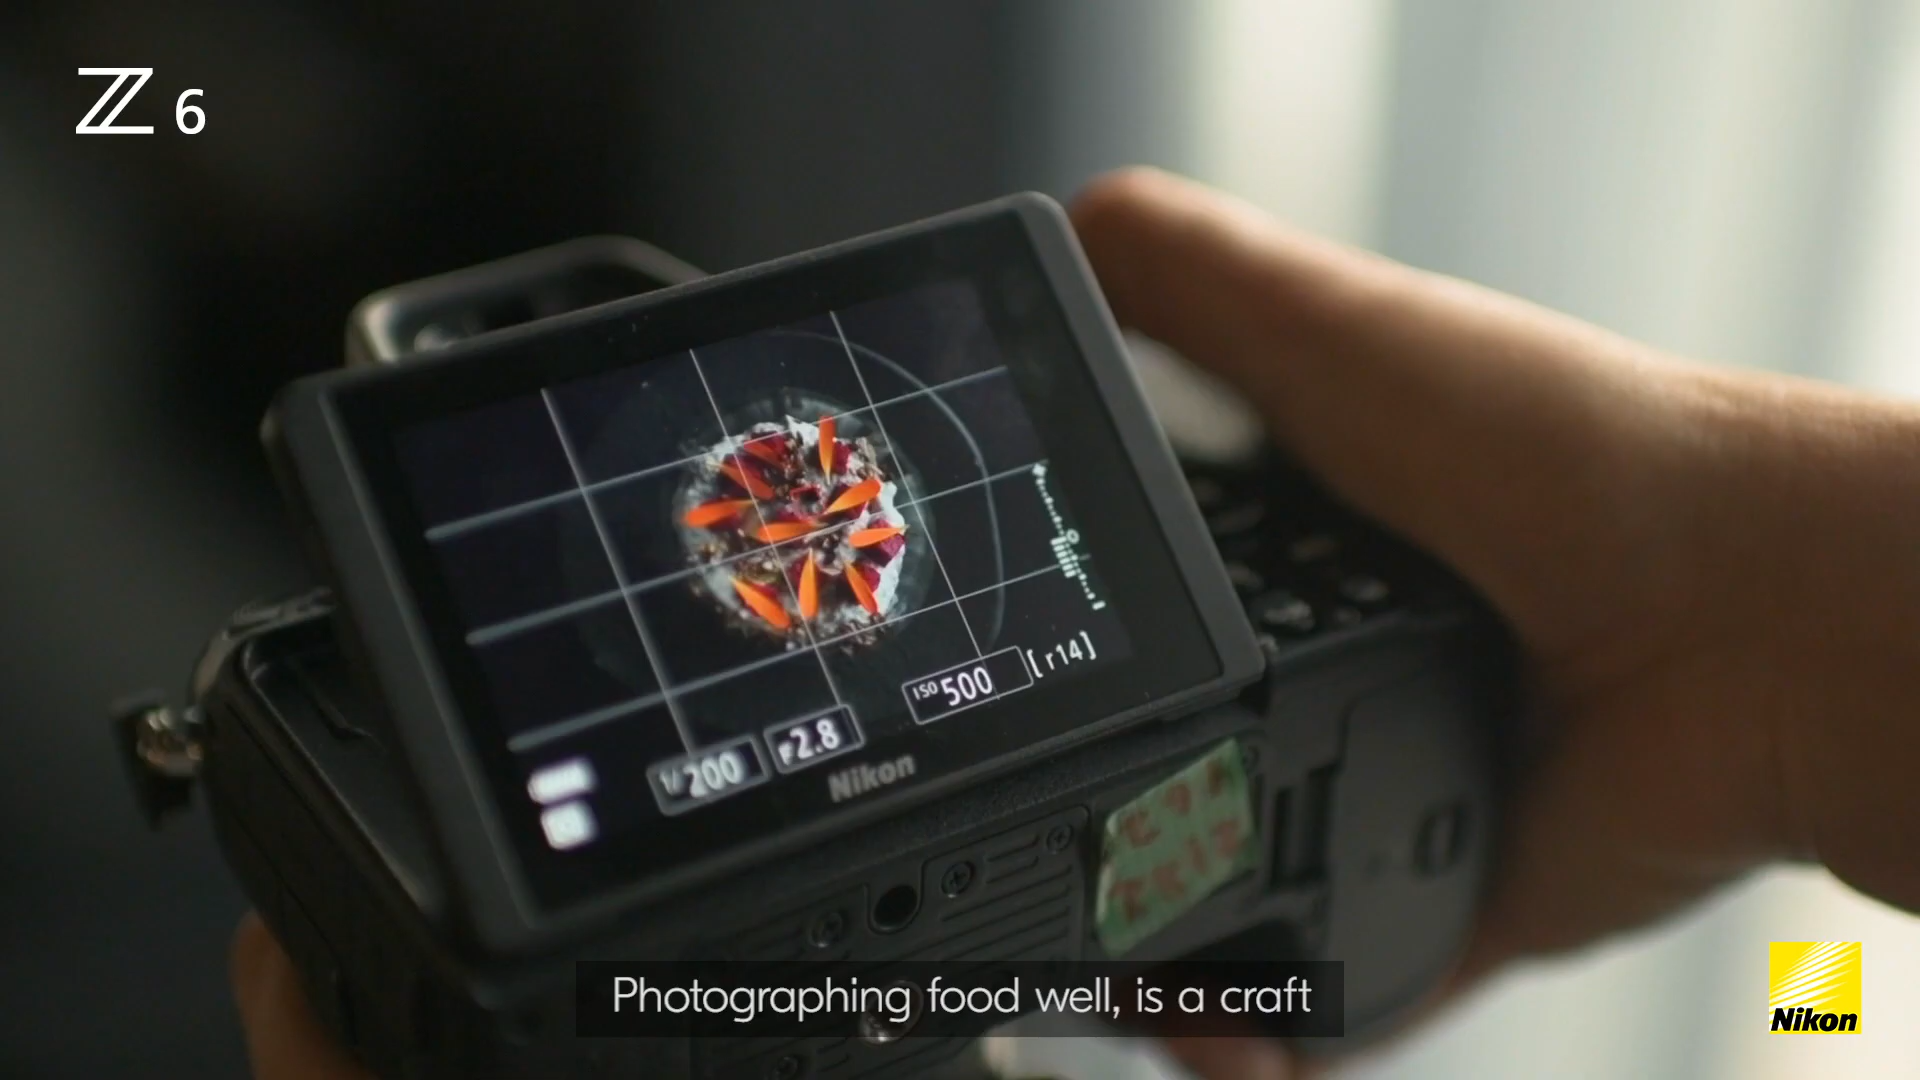 Z 6
ISO 500 [r14]
1/200 F2.8
Nikon
Photographing food well, is a craft
Nikon